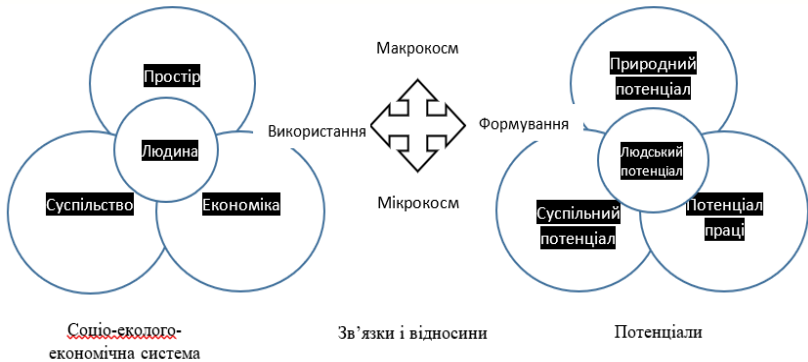 Макрокосм
Простір
Природний
потенціал
Використання
Формування
Людина
Людський
потенціал
Мікрокосм
Суспільство
Економіка
Суспільний
потенціал
Потенціал
праці
Соціо-еколого-
економічна система
Зв’язки і відносини
Потенціали